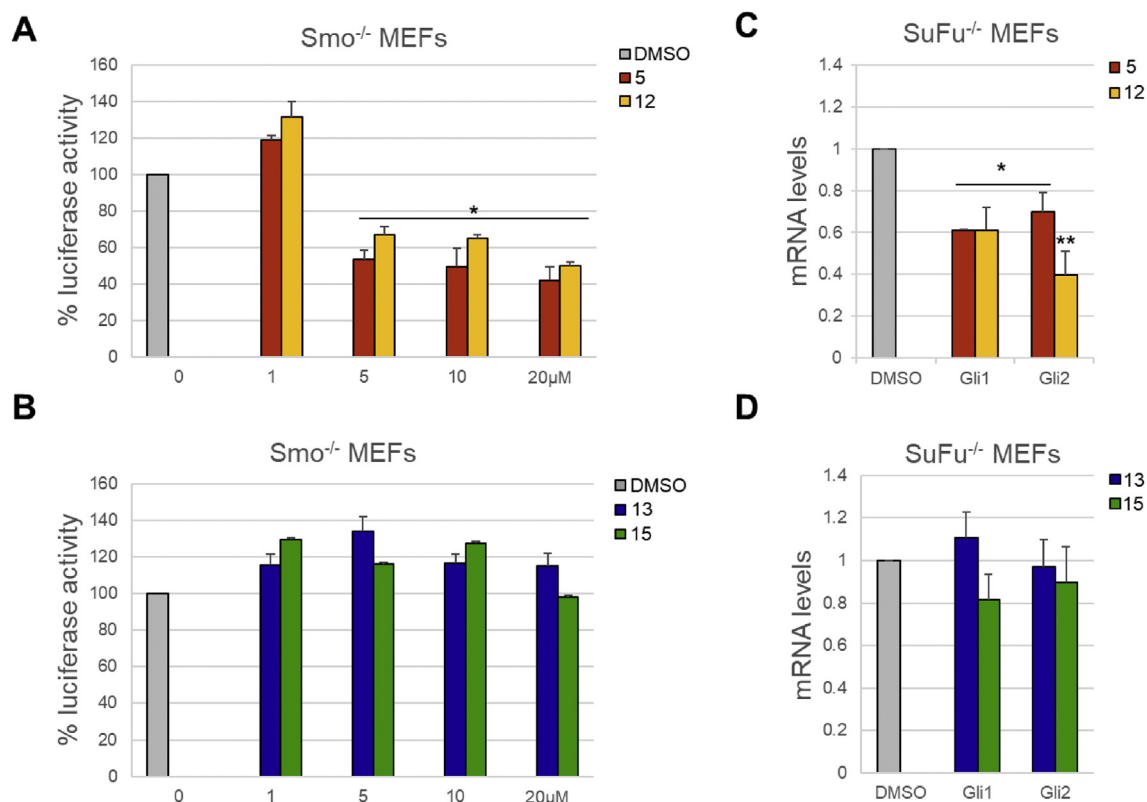 A
Smo-/- MEFs
DMSO
5
12
% luciferase activity
160
140
120
100
80
60
40
20
0
*
0 1 5 10 20µM
B
Smo-/- MEFs
DMSO
13
15
% luciferase activity
160
140
120
100
80
60
40
20
0
0 1 5 10 20µM
C
SuFu-/- MEFs
5
12
mRNA levels
1.4
1.2
1
0.8
0.6
0.4
0.2
0
*
**
DMSO Gli1 Gli2
D
SuFu-/- MEFs
13
15
mRNA levels
1.4
1.2
1
0.8
0.6
0.4
0.2
0
DMSO Gli1 Gli2